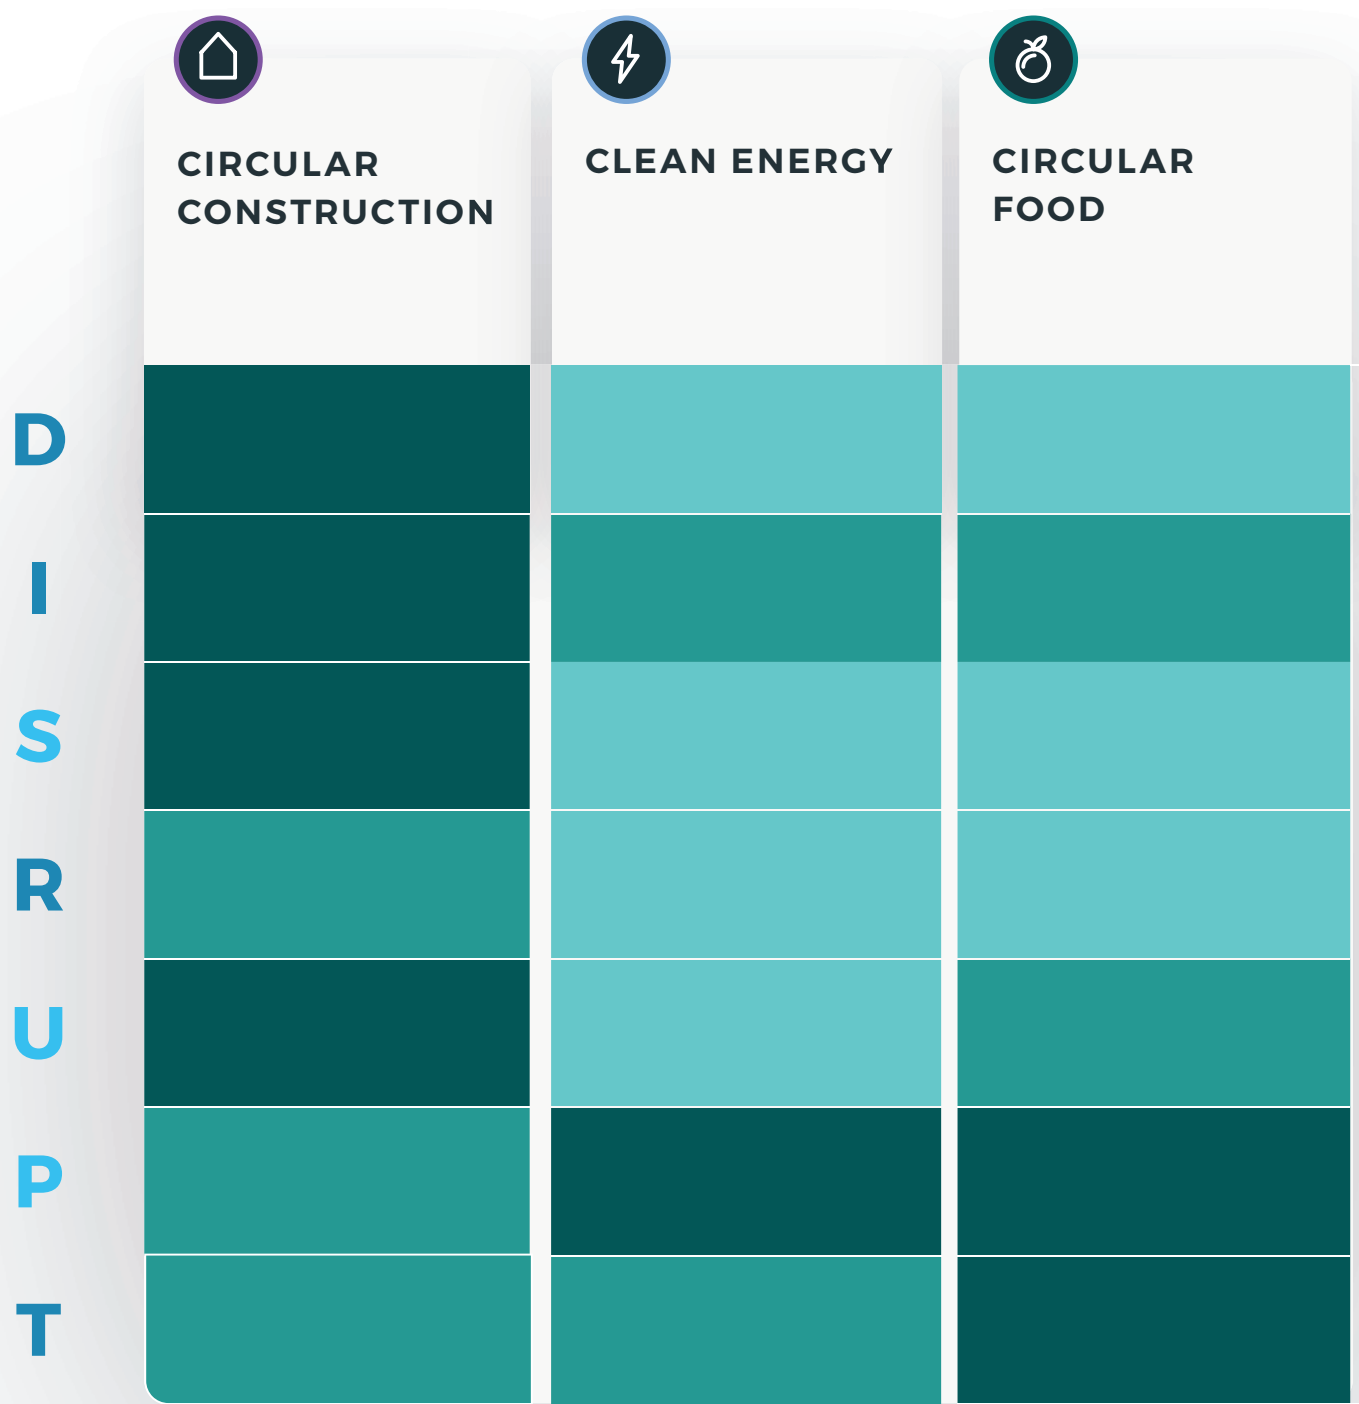 CIRCULAR
CONSTRUCTION
CLEAN ENERGY
CIRCULAR
FOOD
D
I
S
R
U
P
T